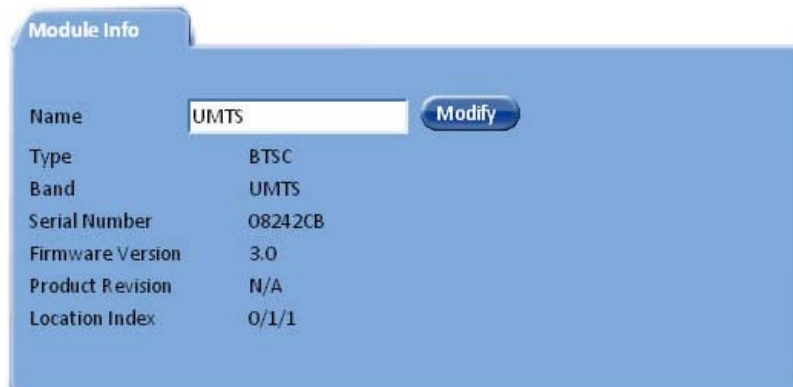 Module Info
Name UMTS Modify
Type BTSC
Band UMTS
Serial Number 08242CB
Firmware Version 3.0
Product Revision N/A
Location Index 0/1/1